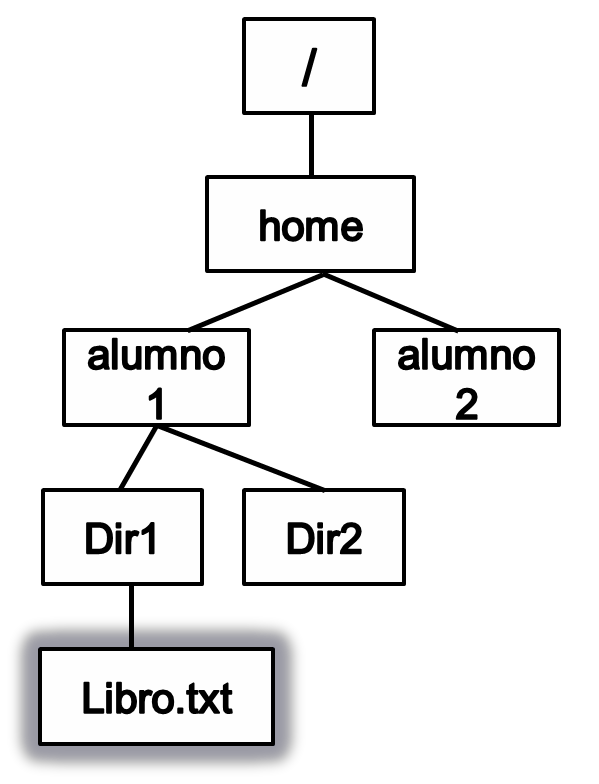 /
home
alumno
1
alumno
2
Dir1
Dir2
Libro.txt